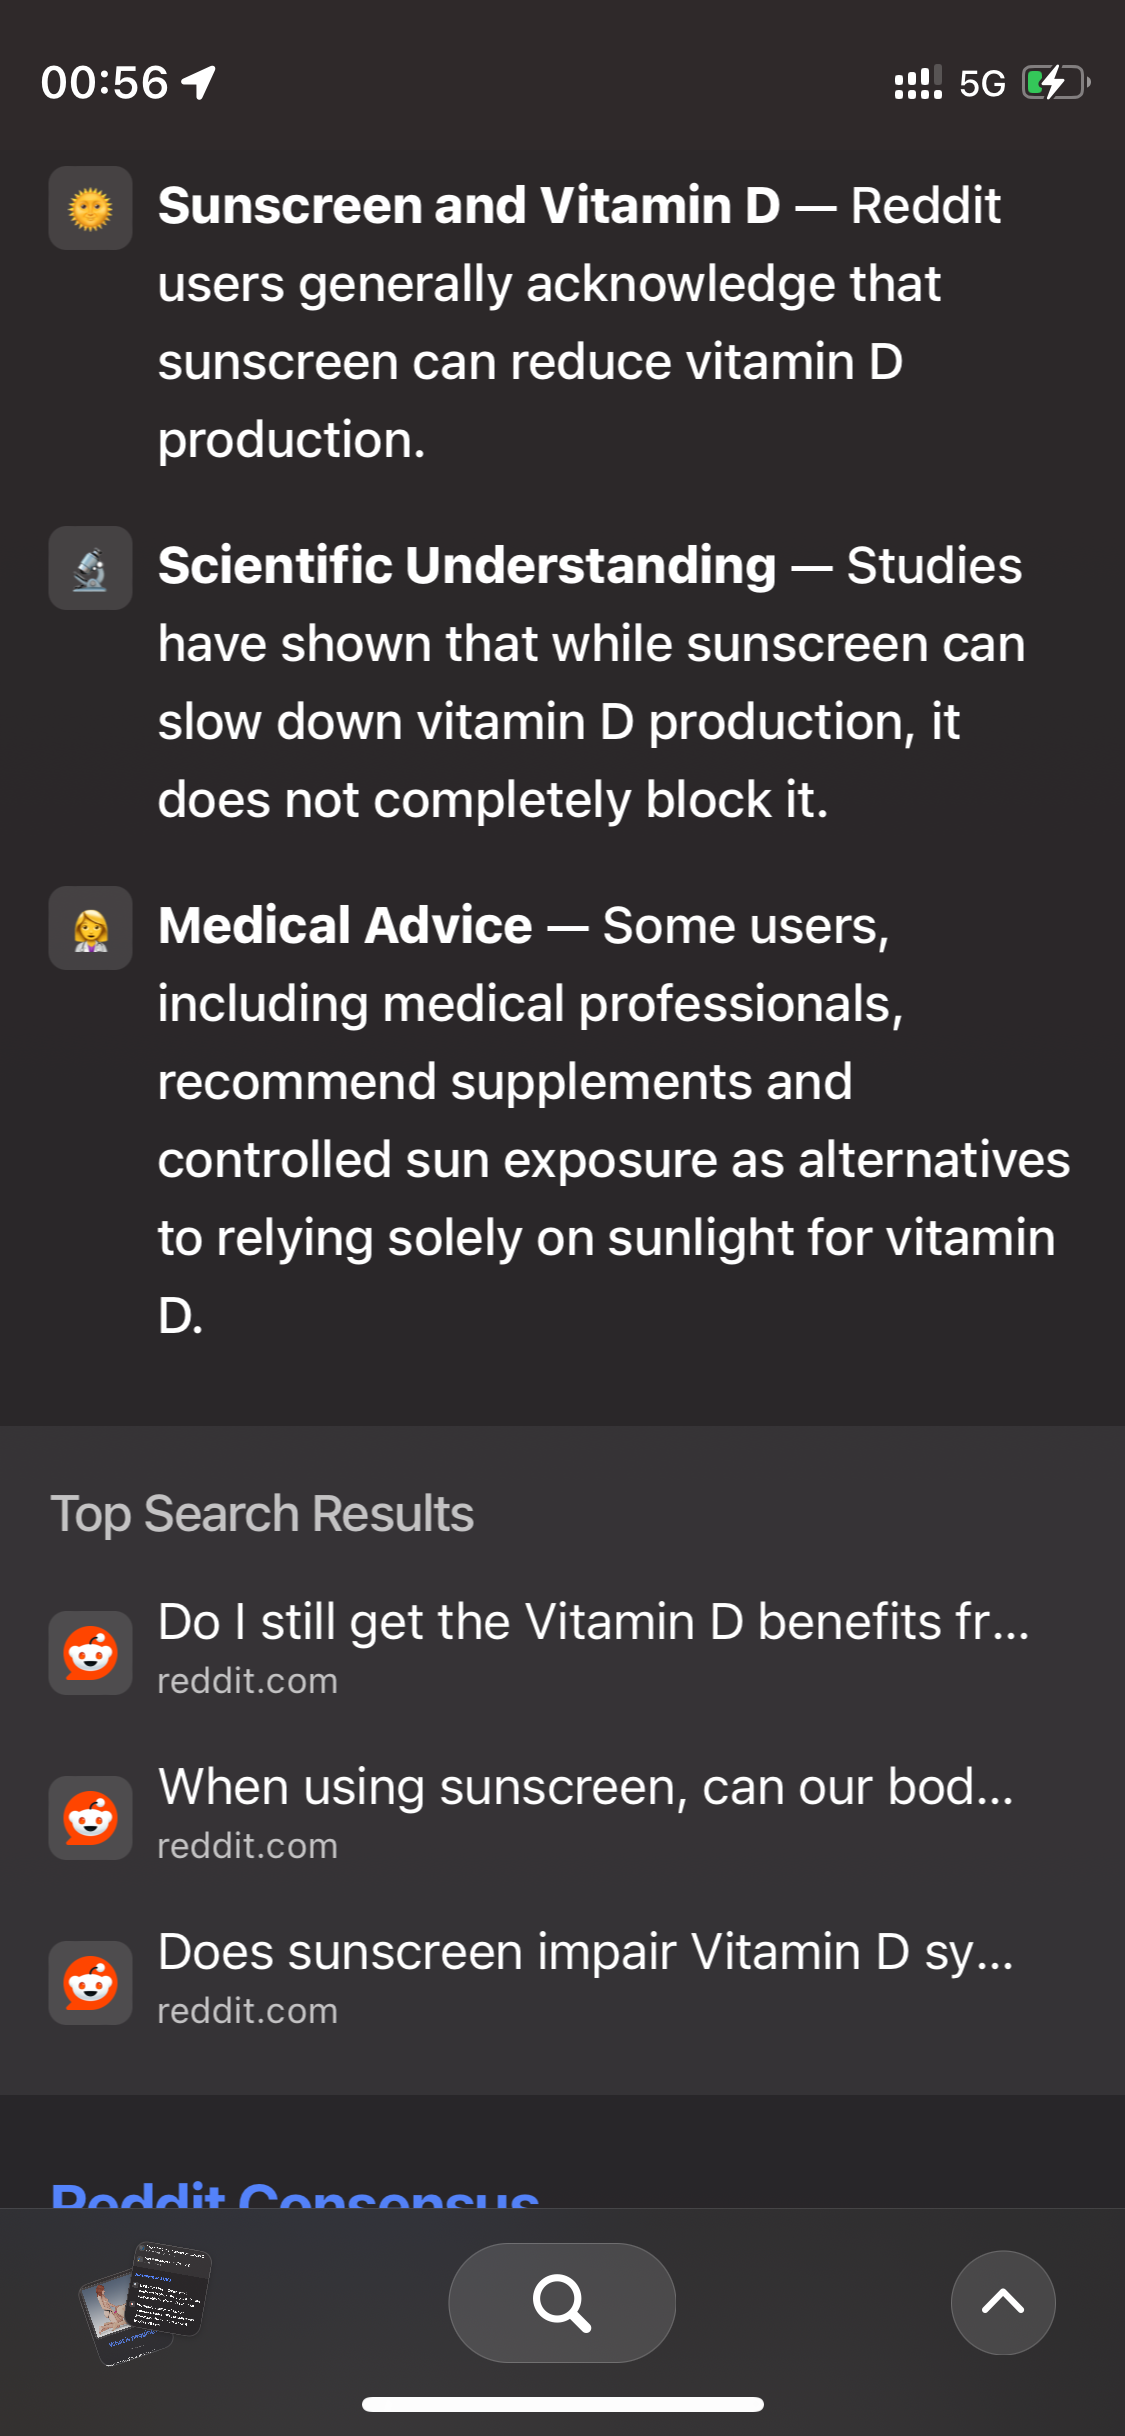 00:56
5G
Sunscreen and Vitamin D — Reddit
users generally acknowledge that
sunscreen can reduce vitamin D
production.
Scientific Understanding — Studies
have shown that while sunscreen can
slow down vitamin D production, it
does not completely block it.
Medical Advice — Some users,
including medical professionals,
recommend supplements and
controlled sun exposure as alternatives
to relying solely on sunlight for vitamin
D.
Top Search Results
Do I still get the Vitamin D benefits fr...
reddit.com
When using sunscreen, can our bod...
reddit.com
Does sunscreen impair Vitamin D sy...
reddit.com
Reddit Consensus